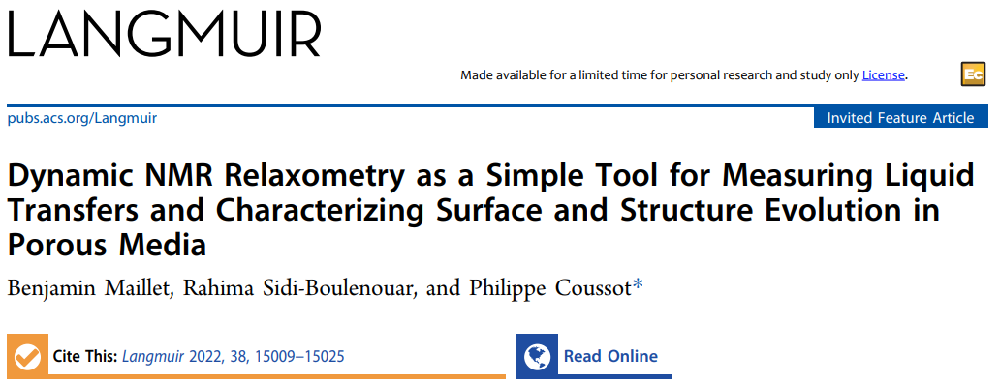 LANGMUIR
Made available for a limited time for personal research and study only License.
Ec
pubs.acs.org/Langmuir
Invited Feature Article
Dynamic NMR Relaxometry as a Simple Tool for Measuring Liquid
Transfers and Characterizing Surface and Structure Evolution in
Porous Media
Benjamin Maillet, Rahima Sidi-Boulenouar, and Philippe Coussot*
Cite This: Langmuir 2022, 38, 15009−15025
Read Online